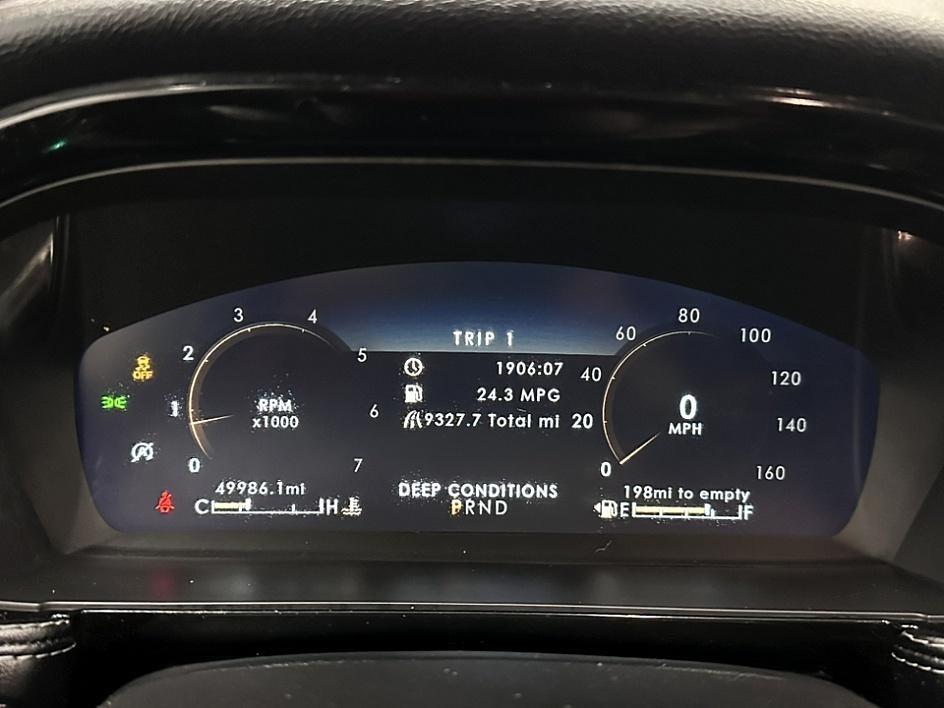 TRIP 1
1906:07
24.3 MPG
9327.7 Total mi
OFF
0
1
2
3
4
5
6
7
RPM
x1000
0
20
40
60
80
100
120
140
160
0
MPH
49986.1mi
C H
DEEP CONDITIONS
PRND
198mi to empty
E F